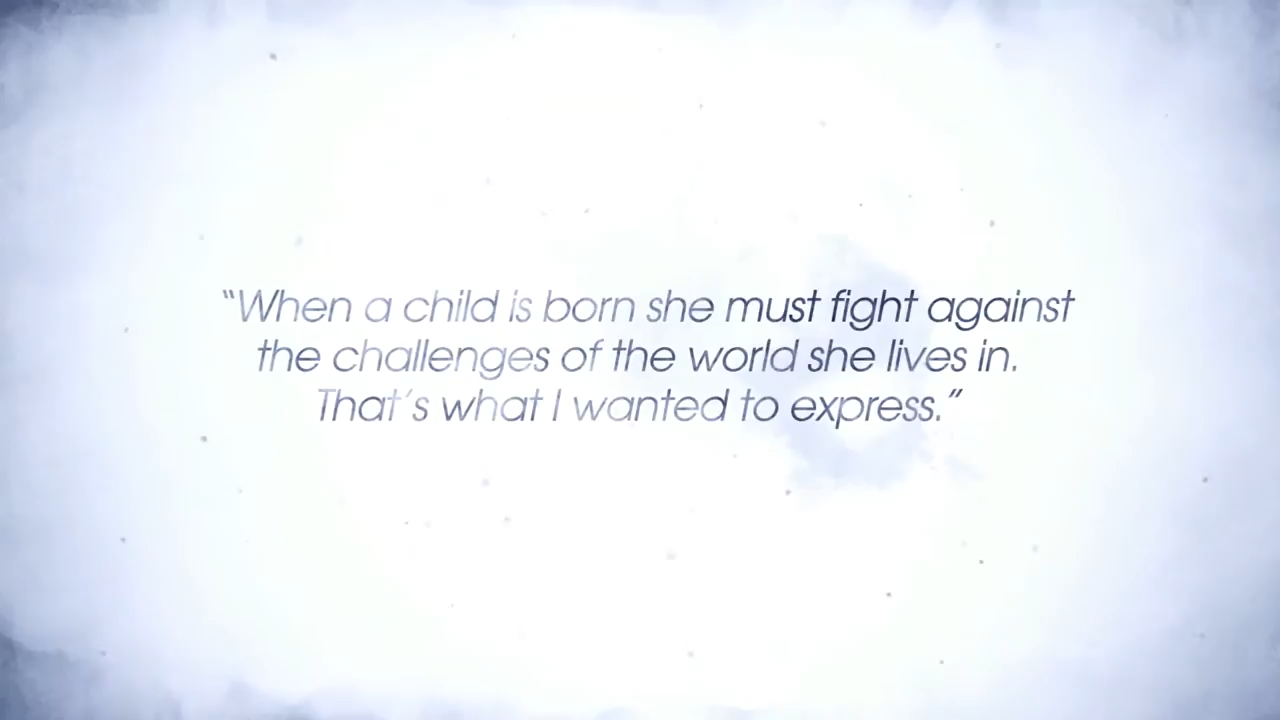 “When a child is born she must fight against
the challenges of the world she lives in.
That's what I wanted to express.”